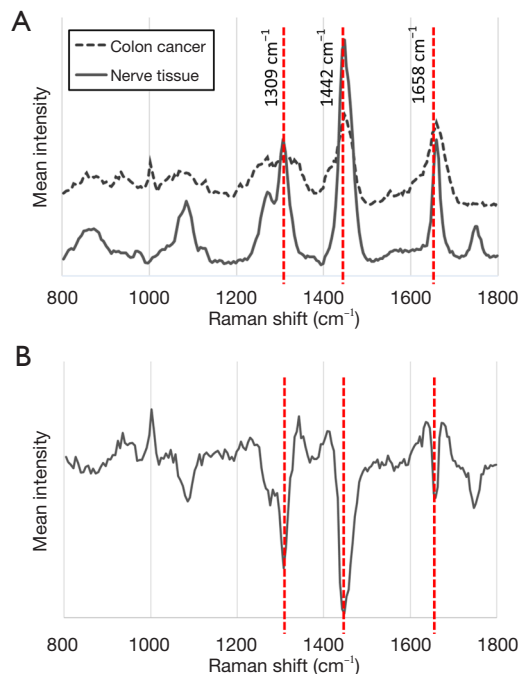 A
Colon cancer
Nerve tissue
1309 cm⁻¹
1442 cm⁻¹
1658 cm⁻¹
Mean intensity
800 1000 1200 1400 1600 1800
Raman shift (cm⁻¹)
B
Mean intensity
800 1000 1200 1400 1600 1800
Raman shift (cm⁻¹)